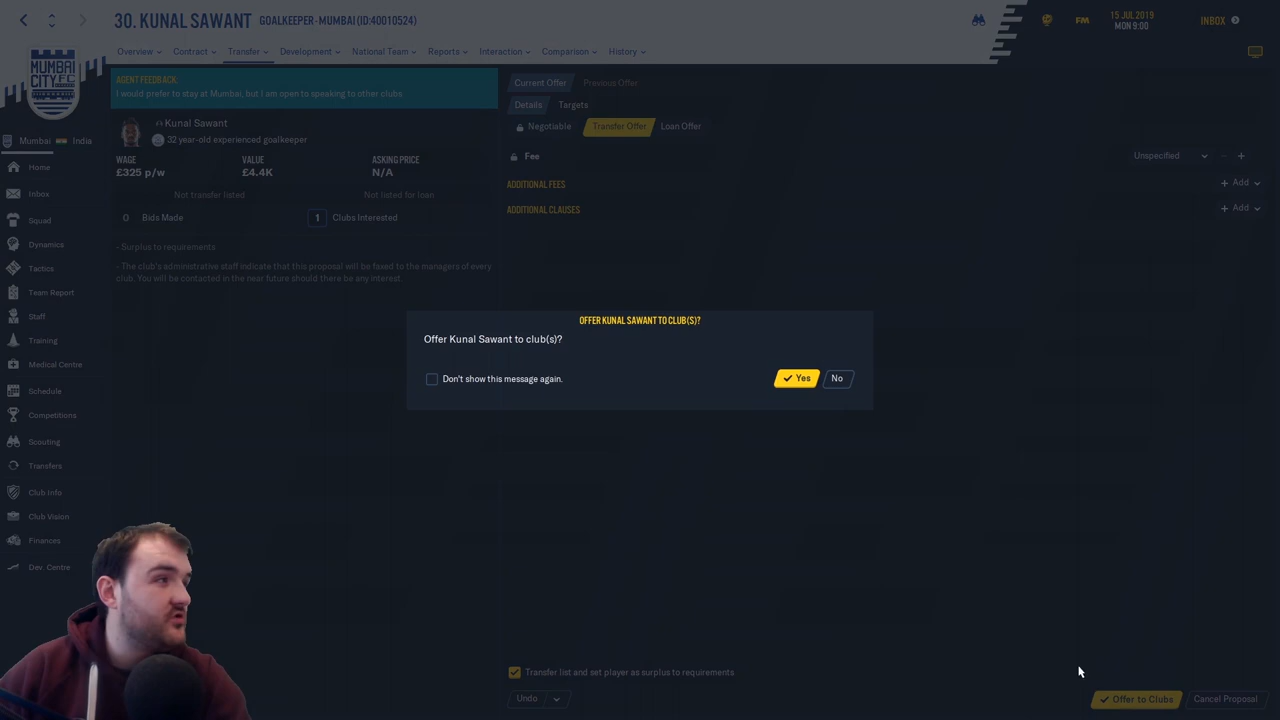 30. KUNAL SAWANT GOALKEEPER - MUMBAI (ID:40010524)
15 JUL 2019
MON 9:00
FM
INBOX
Overview Contract Transfer Development National Team Reports Interaction Comparison History
MUMBAI
CITY F.C.
Mumbai India
Home
Inbox
Squad
Dynamics
Tactics
Team Report
Staff
Training
Medical Centre
Schedule
Competitions
Scouting
Transfers
Club Info
Club Vision
Finances
Dev. Centre
AGENT FEEDBACK:
I would prefer to stay at Mumbai, but I am open to speaking to other clubs
Kunal Sawant
32 year-old experienced goalkeeper
WAGE VALUE ASKING PRICE
£325 p/w £4.4K N/A
Not transfer listed Not listed for loan
0 Bids Made 1 Clubs Interested
- Surplus to requirements
- The club's administrative staff indicate that this proposal will be faxed to the managers of every
club. You will be contacted in the near future should there be any interest.
Current Offer Previous Offer
Details Targets
Negotiable Transfer Offer Loan Offer
Fee Unspecified - +
ADDITIONAL FEES + Add
ADDITIONAL CLAUSES + Add
OFFER KUNAL SAWANT TO CLUB(S)?
Offer Kunal Sawant to club(s)?
Don't show this message again.
Yes No
Transfer list and set player as surplus to requirements
Undo Offer to Clubs Cancel Proposal